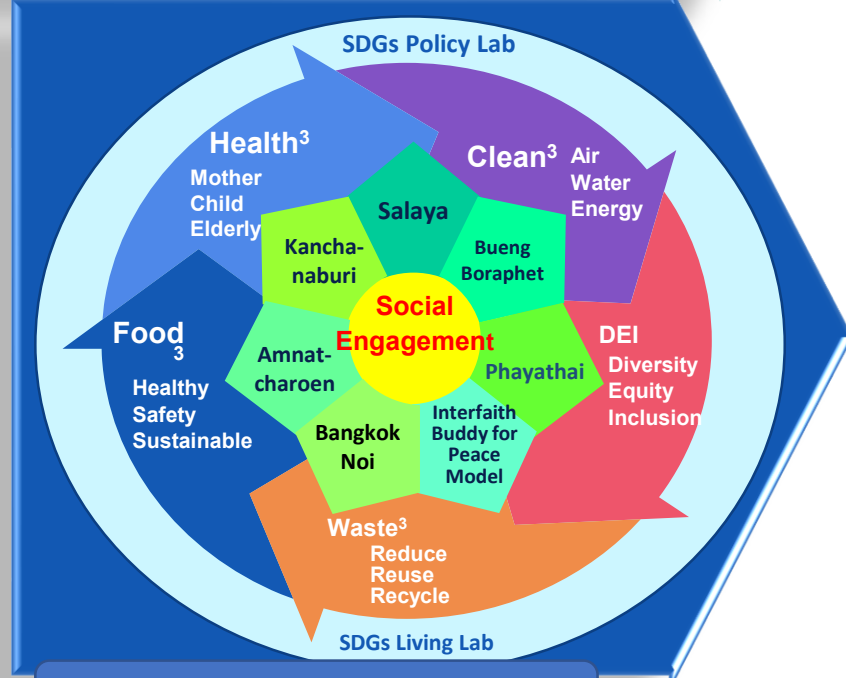 SDGs Policy Lab
Health³
Mother
Child
Elderly
Clean³
Air
Water
Energy
DEI
Diversity
Equity
Inclusion
Waste³
Reduce
Reuse
Recycle
Food
3
Healthy
Safety
Sustainable
Salaya
Bueng
Boraphet
Phayathai
Interfaith
Buddy for
Peace
Model
Bangkok
Noi
Amnat-
charoen
Kancha-
naburi
Social
Engagement
SDGs Living Lab